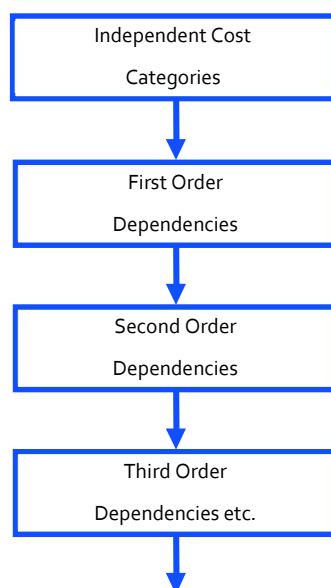 Independent Cost
Categories
First Order
Dependencies
Second Order
Dependencies
Third Order
Dependencies etc.